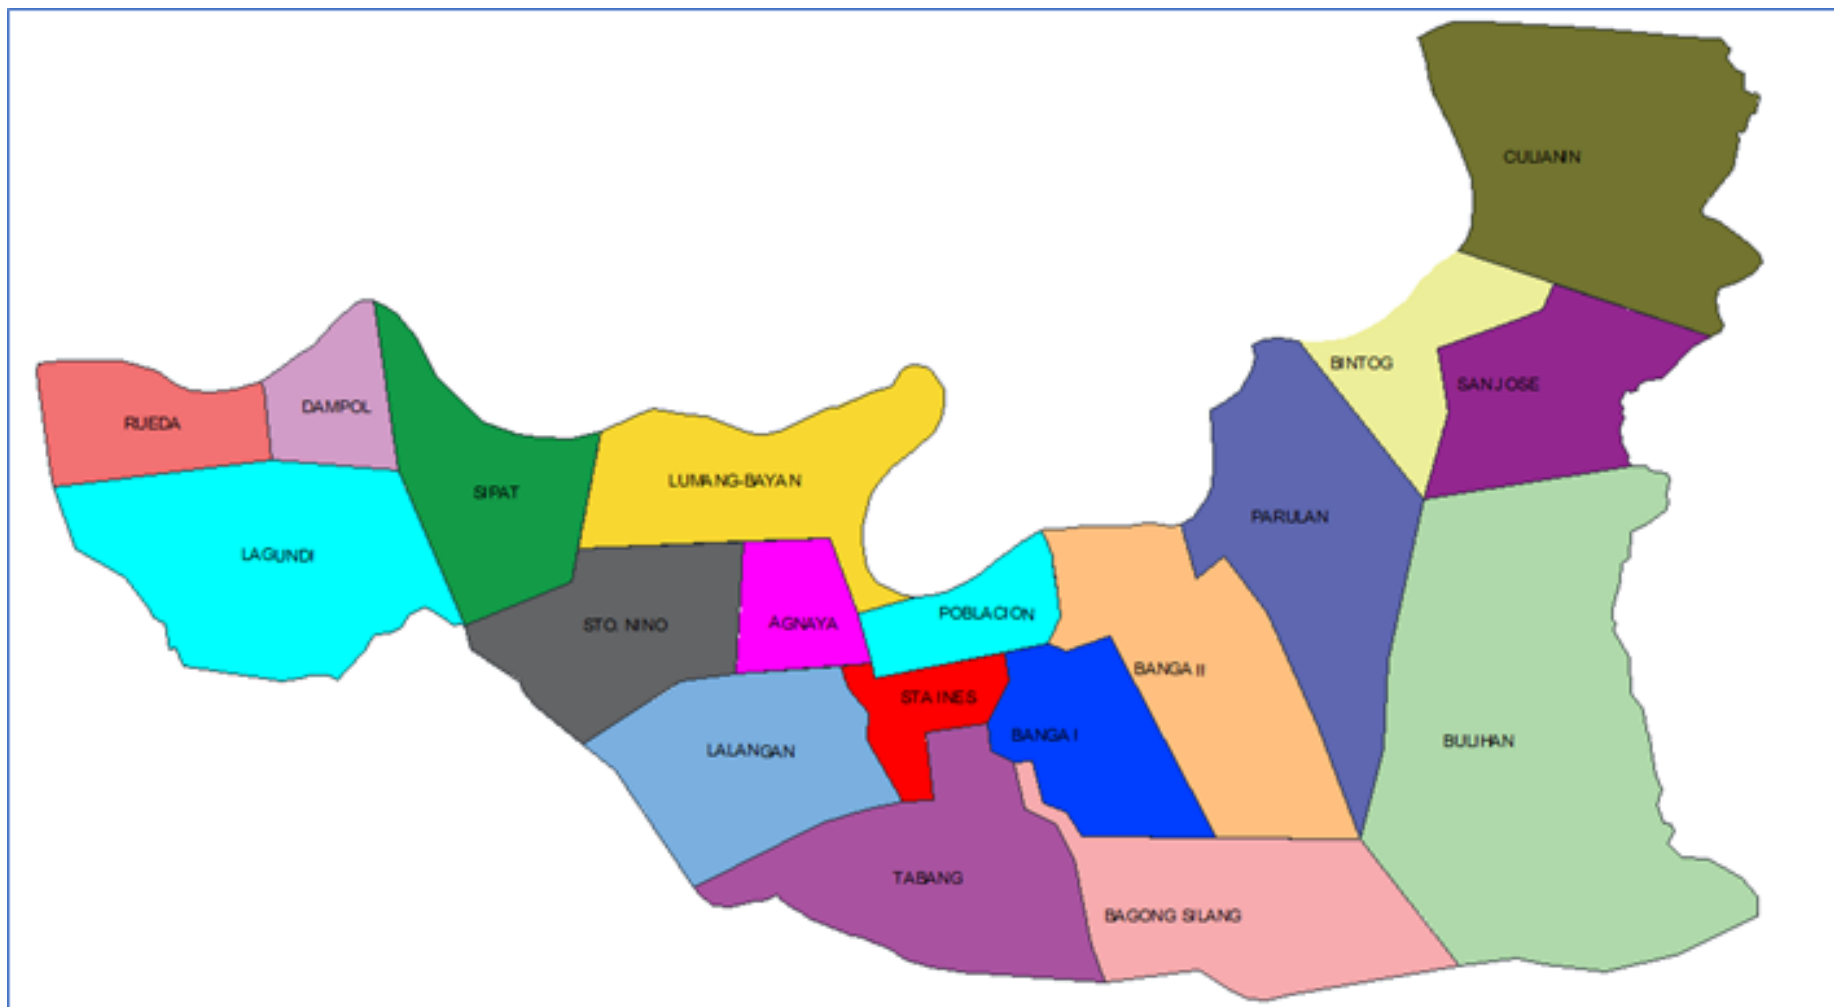 CULIANIN
BINTOG
SAN JOSE
DAMPOL
RUEDA
LUMANG-BAYAN
SIPAT
PARULAN
LAGUNDI
POBLACION
STO. NINO
AGNAYA
BANGA II
STA INES
BANGA I
BULIHAN
LALANGAN
TABANG
BAGONG SILANG